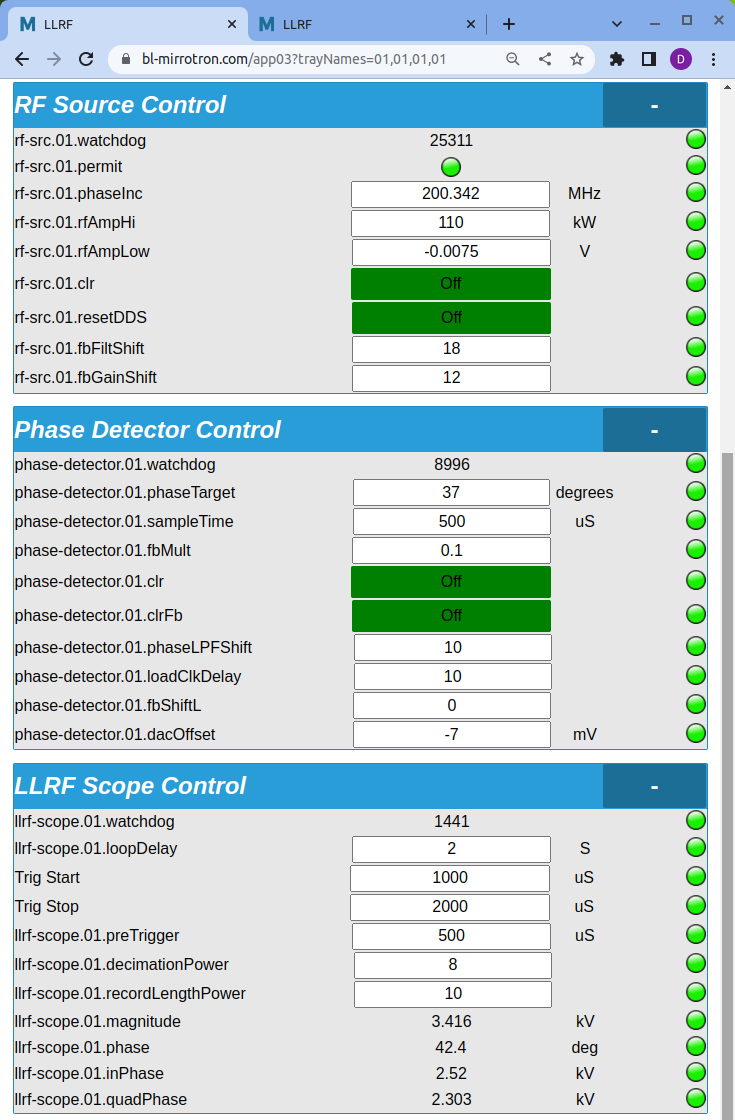 LLRF
LLRF
bl-mirrotron.com/app03?trayNames=01,01,01,01
D
RF Source Control -
rf-src.01.watchdog 25311
rf-src.01.permit
rf-src.01.phaseInc 200.342 MHz
rf-src.01.rfAmpHi 110 kW
rf-src.01.rfAmpLow -0.0075 V
rf-src.01.clr Off
rf-src.01.resetDDS Off
rf-src.01.fbFiltShift 18
rf-src.01.fbGainShift 12
Phase Detector Control -
phase-detector.01.watchdog 8996
phase-detector.01.phaseTarget 37 degrees
phase-detector.01.sampleTime 500 uS
phase-detector.01.fbMult 0.1
phase-detector.01.clr Off
phase-detector.01.clrFb Off
phase-detector.01.phaseLPFShift 10
phase-detector.01.loadClkDelay 10
phase-detector.01.fbShiftL 0
phase-detector.01.dacOffset -7 mV
LLRF Scope Control -
llrf-scope.01.watchdog 1441
llrf-scope.01.loopDelay 2 S
Trig Start 1000 uS
Trig Stop 2000 uS
llrf-scope.01.preTrigger 500 uS
llrf-scope.01.decimationPower 8
llrf-scope.01.recordLengthPower 10
llrf-scope.01.magnitude 3.416 kV
llrf-scope.01.phase 42.4 deg
llrf-scope.01.inPhase 2.52 kV
llrf-scope.01.quadPhase 2.303 kV